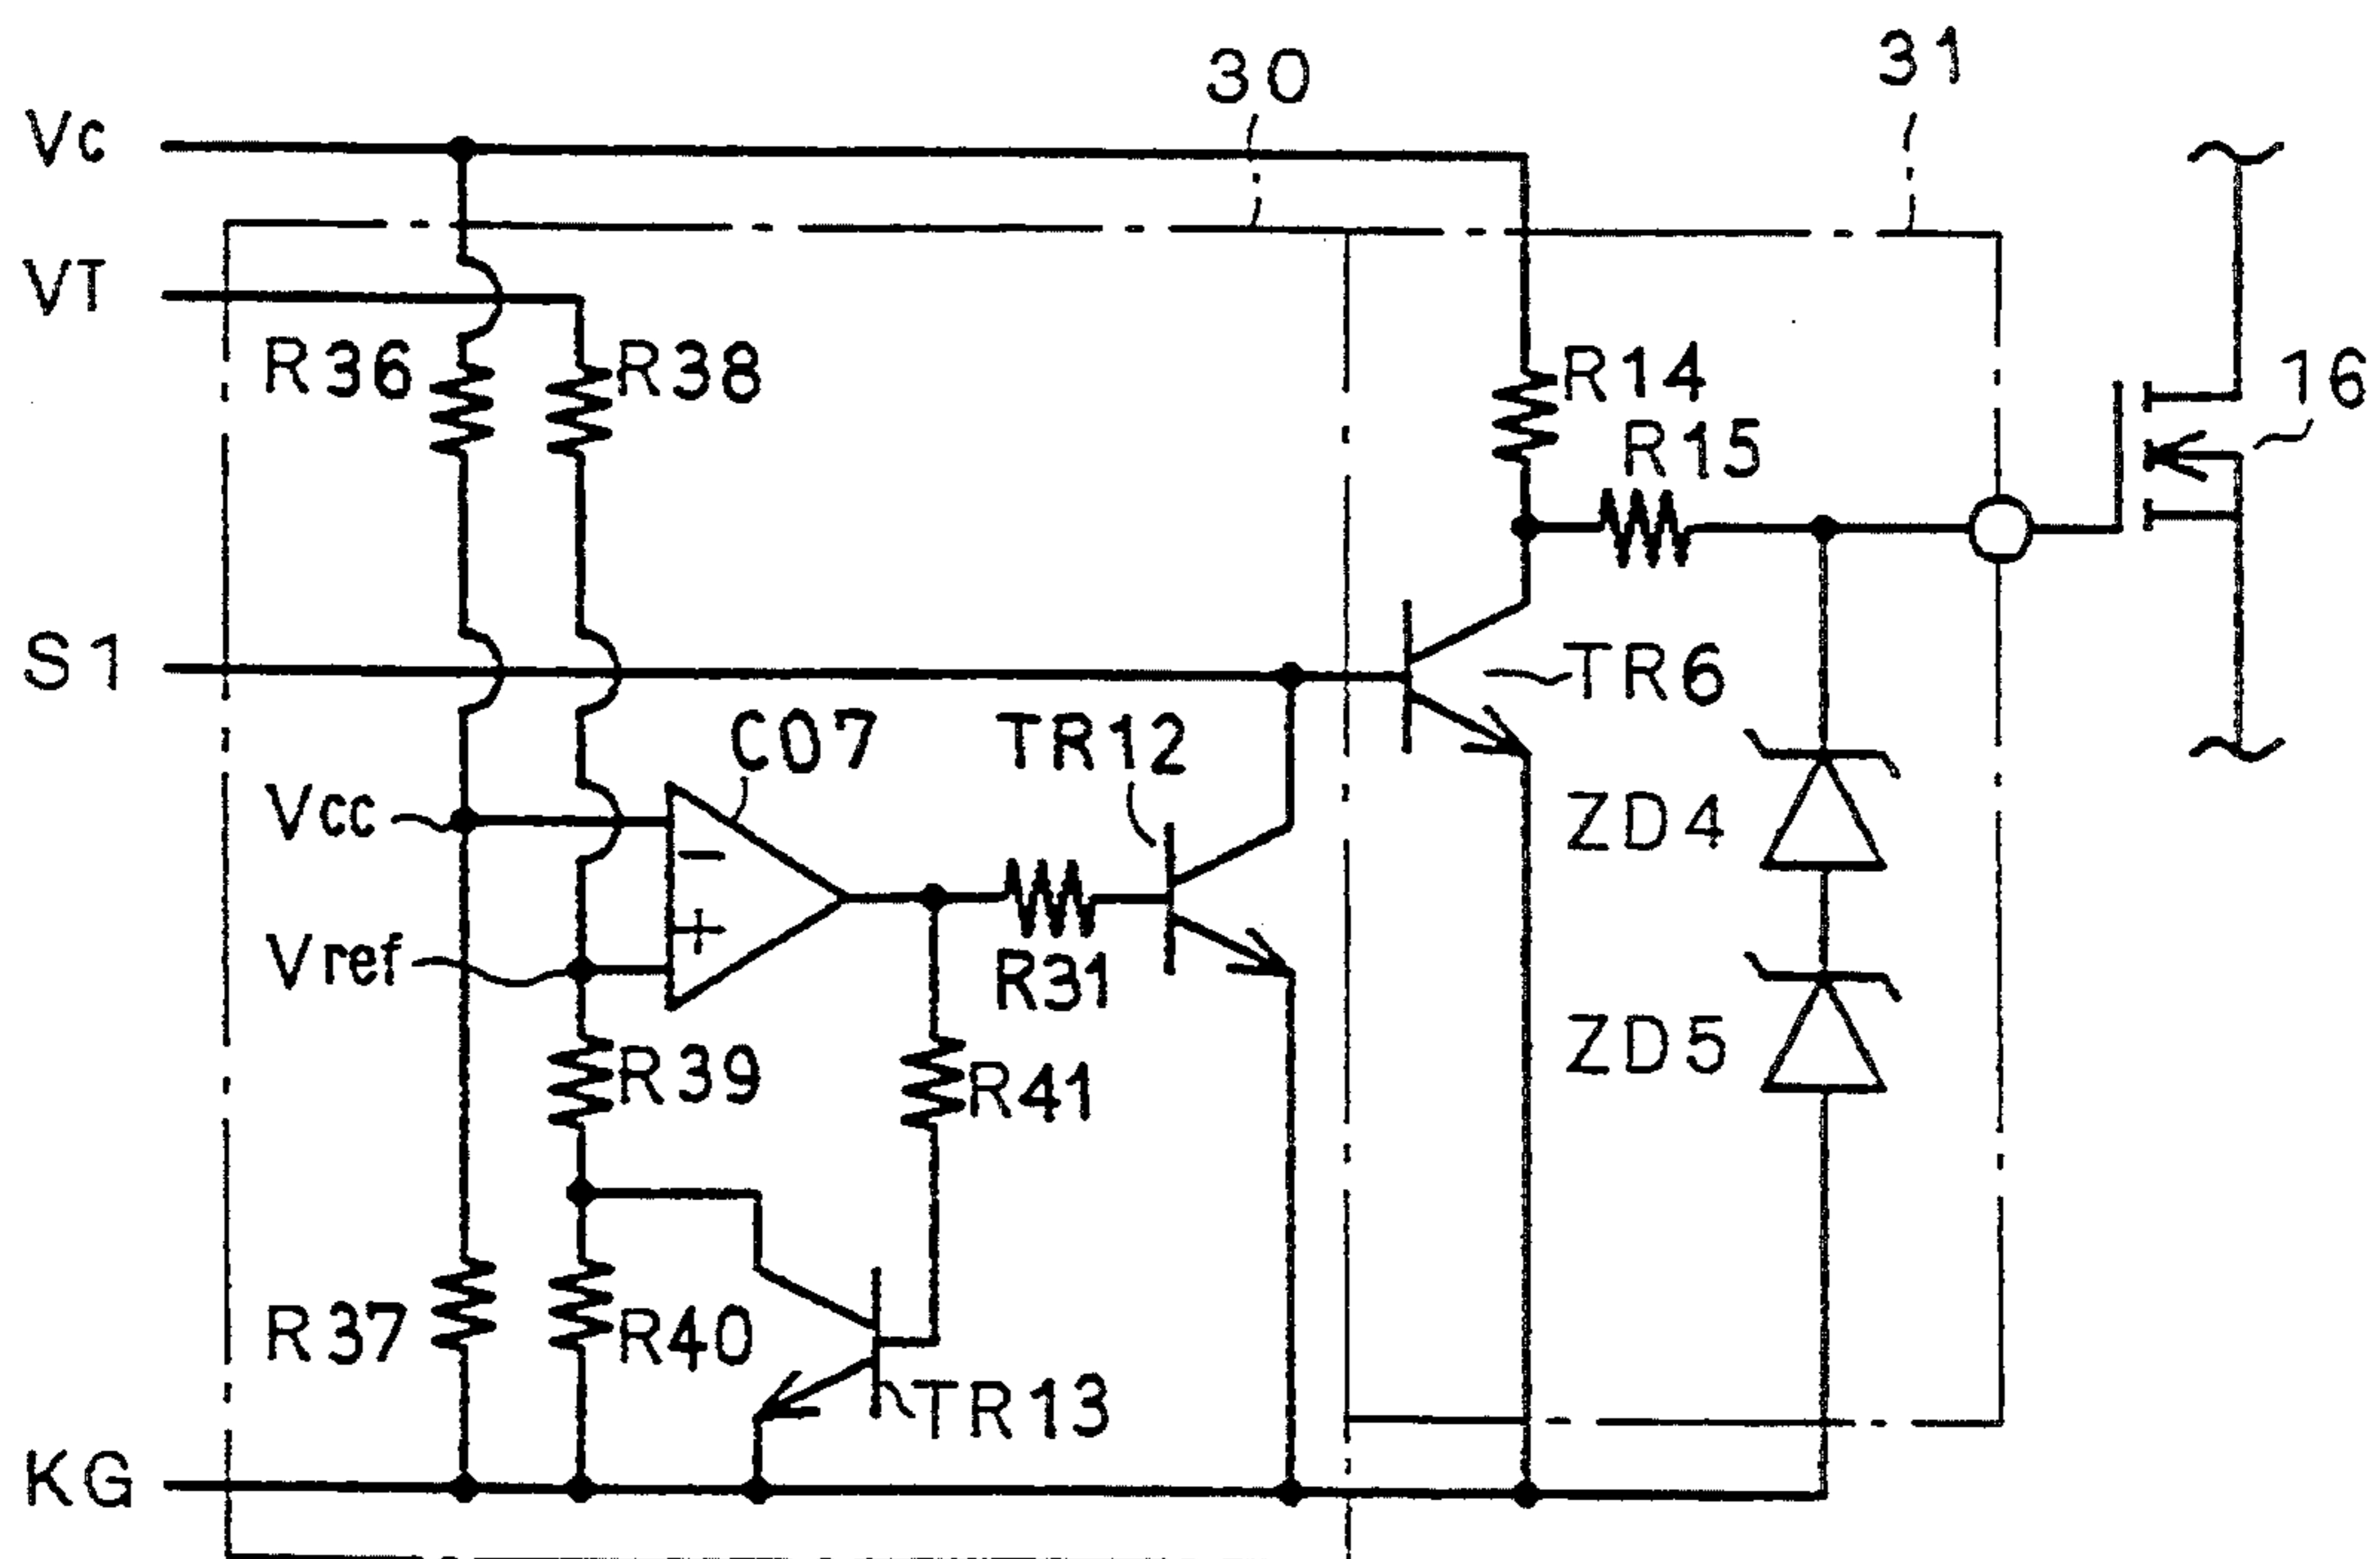 30
31
Vc
VT
R36
R38
R14
R15
16
S1
TR6
C07
TR12
Vcc
−
ZD4
+
Vref
R31
R39
R41
ZD5
R37
R40
TR13
KG